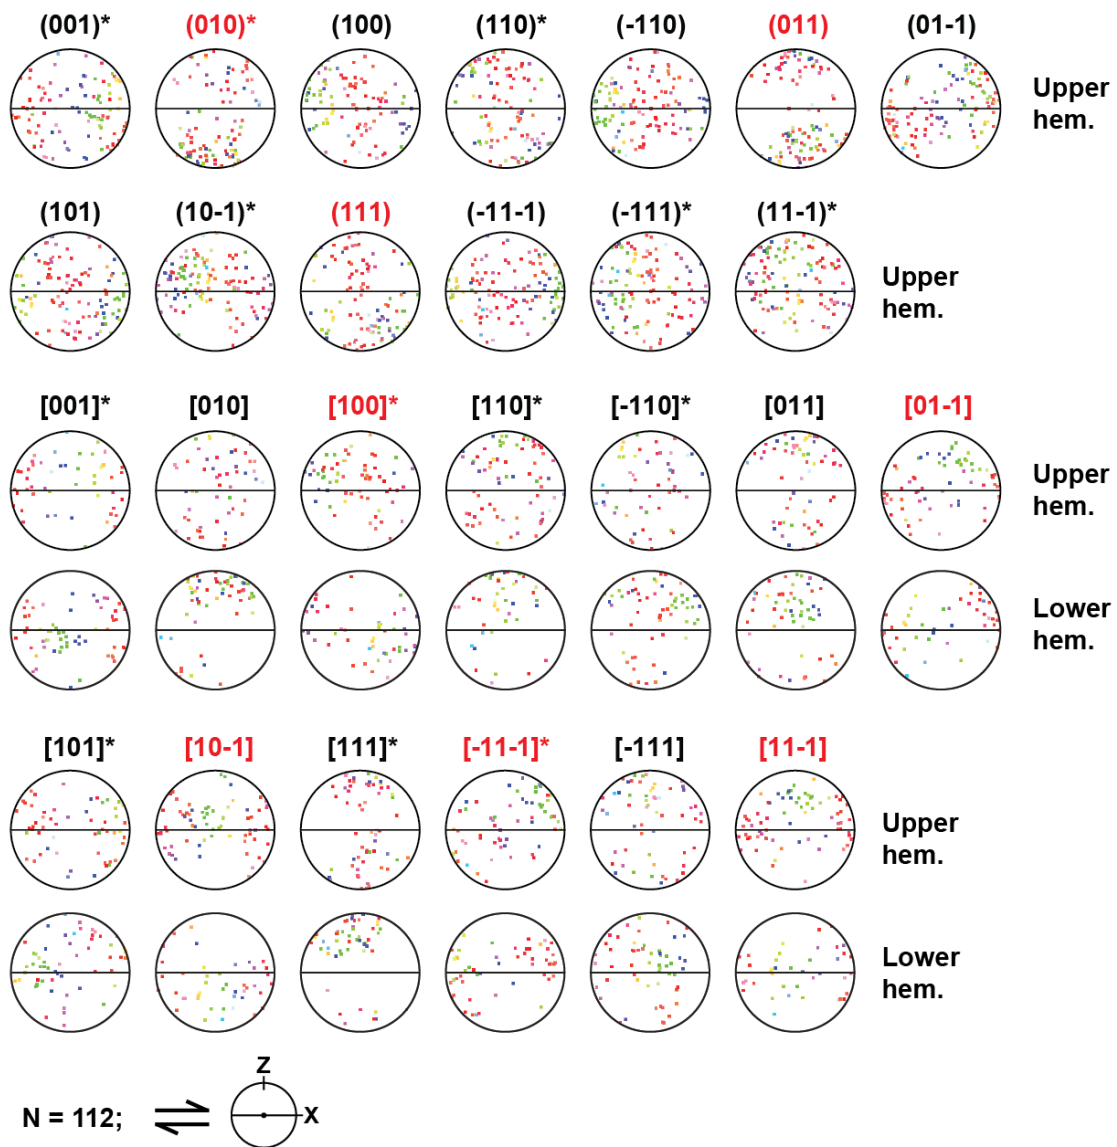 (001)* (010)* (100) (110)* (-110) (011) (01-1)
Upper
hem.
(101) (10-1)* (111) (-11-1) (-111)* (11-1)*
Upper
hem.
[001]* [010] [100]* [110]* [-110]* [011] [01-1]
Upper
hem.
Lower
hem.
[101]* [10-1] [111]* [-11-1]* [-111] [11-1]
Upper
hem.
Lower
hem.
Z
N = 112; X